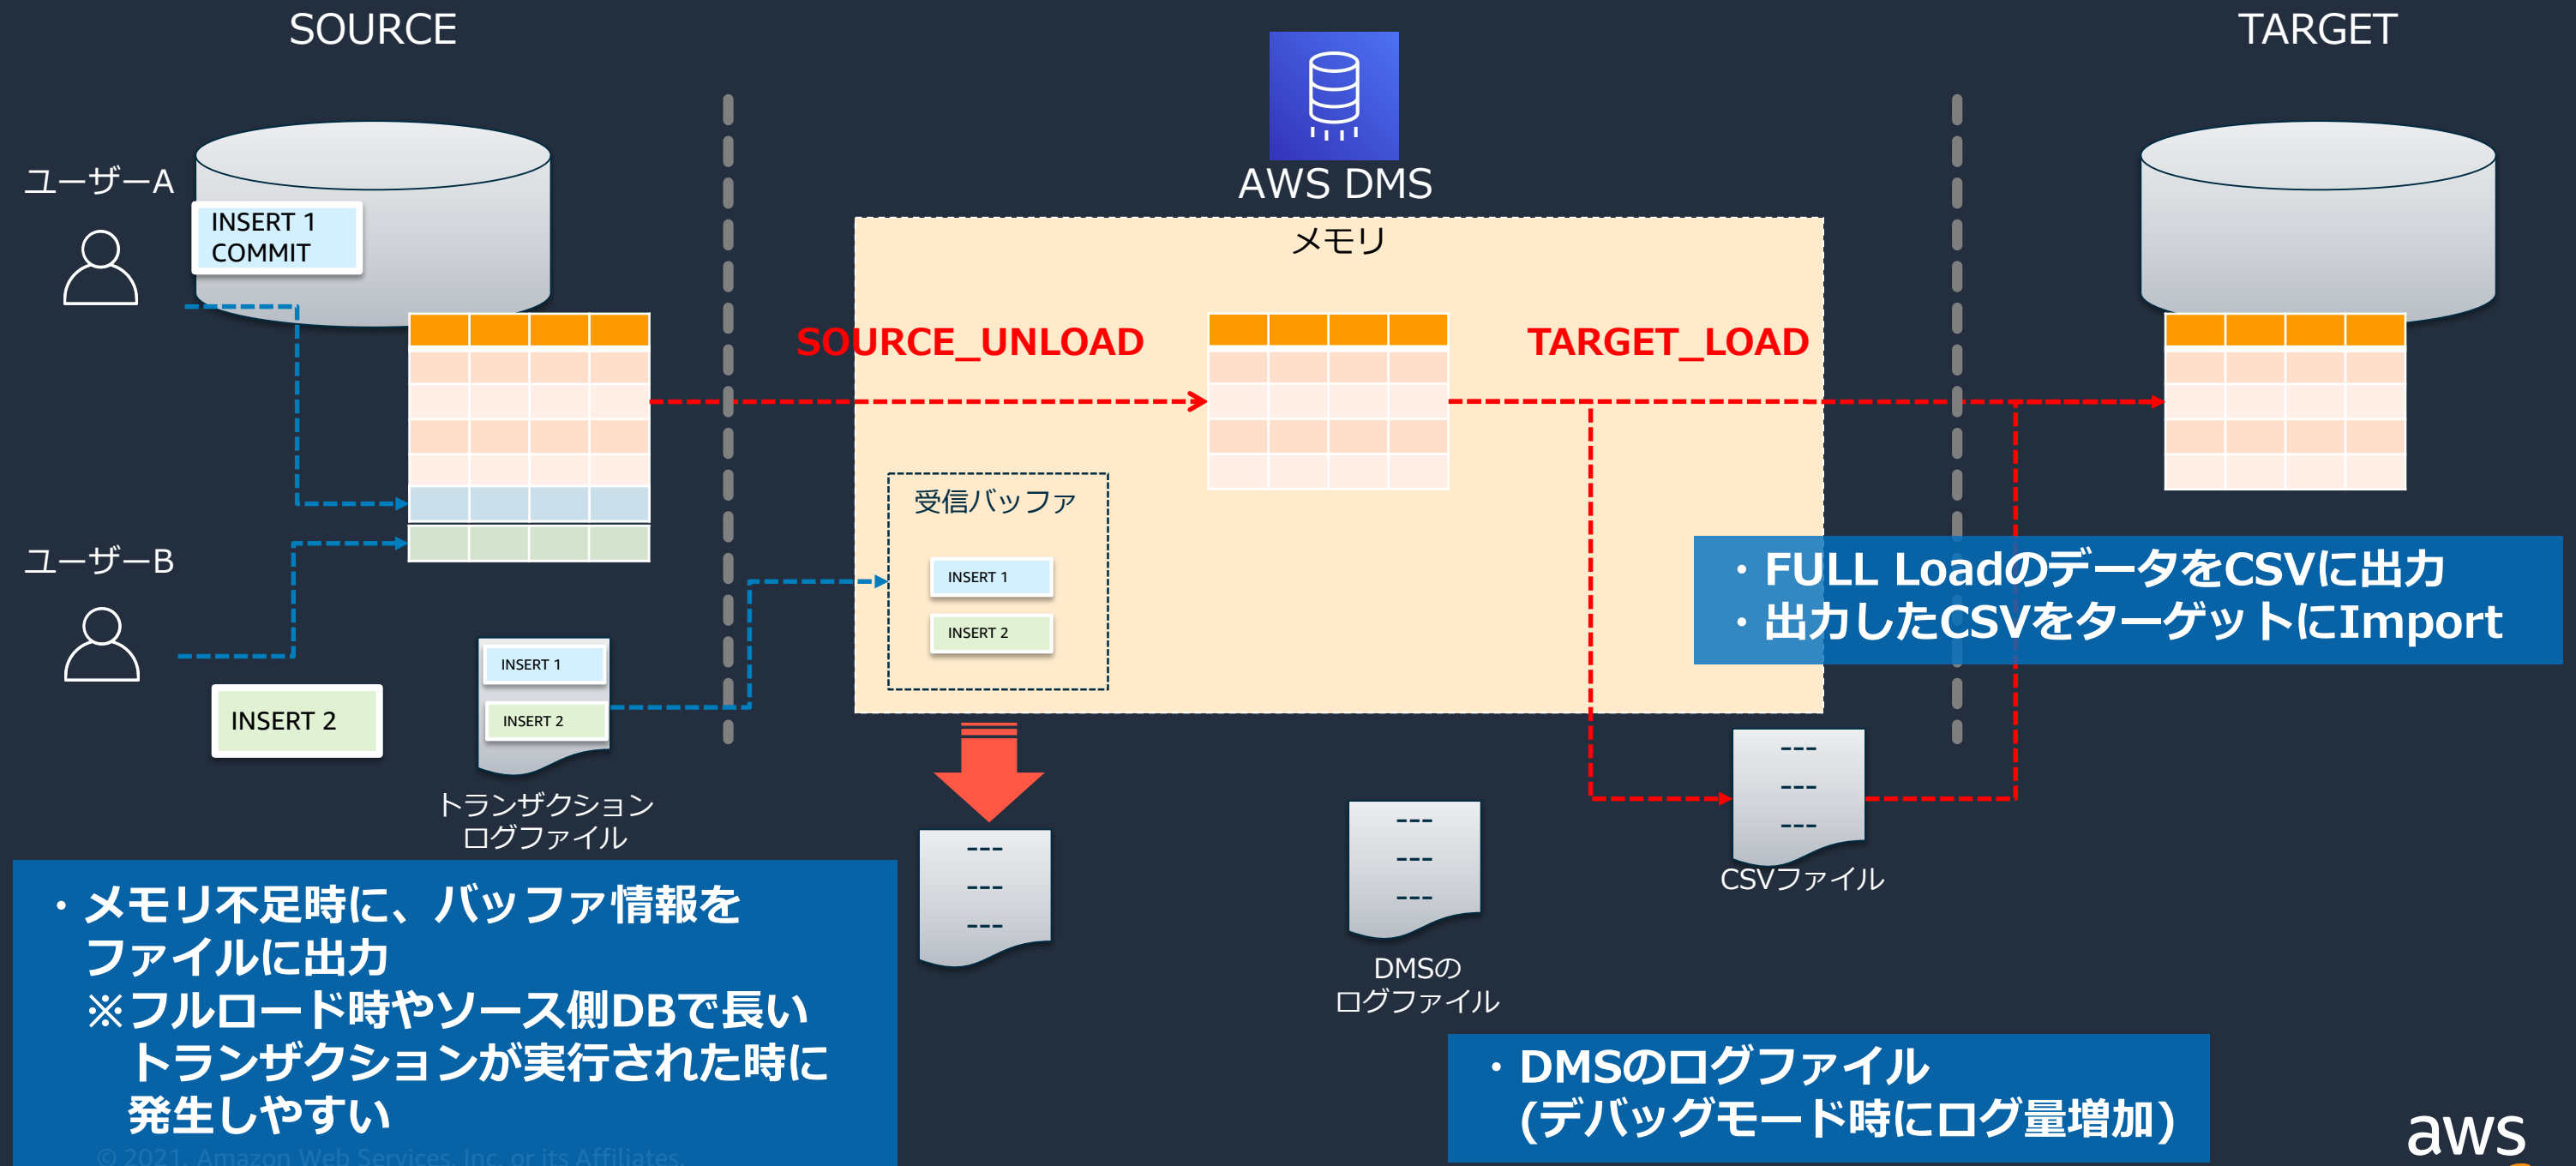 SOURCE
TARGET
AWS DMS
メモリ
ユーザーA
INSERT 1
COMMIT
SOURCE_UNLOAD
TARGET_LOAD
受信バッファ
INSERT 1
INSERT 2
ユーザーB
INSERT 2
INSERT 1
INSERT 2
トランザクション
ログファイル
・FULL LoadのデータをCSVに出力
・出力したCSVをターゲットにImport
---
---
---
CSVファイル
---
---
---
DMSの
ログファイル
---
---
---
・メモリ不足時に、バッファ情報を
ファイルに出力
※フルロード時やソース側DBで長い
トランザクションが実行された時に
発生しやすい
・DMSのログファイル
(デバッグモード時にログ量増加)
© 2021, Amazon Web Services, Inc. or its Affiliates.
aws